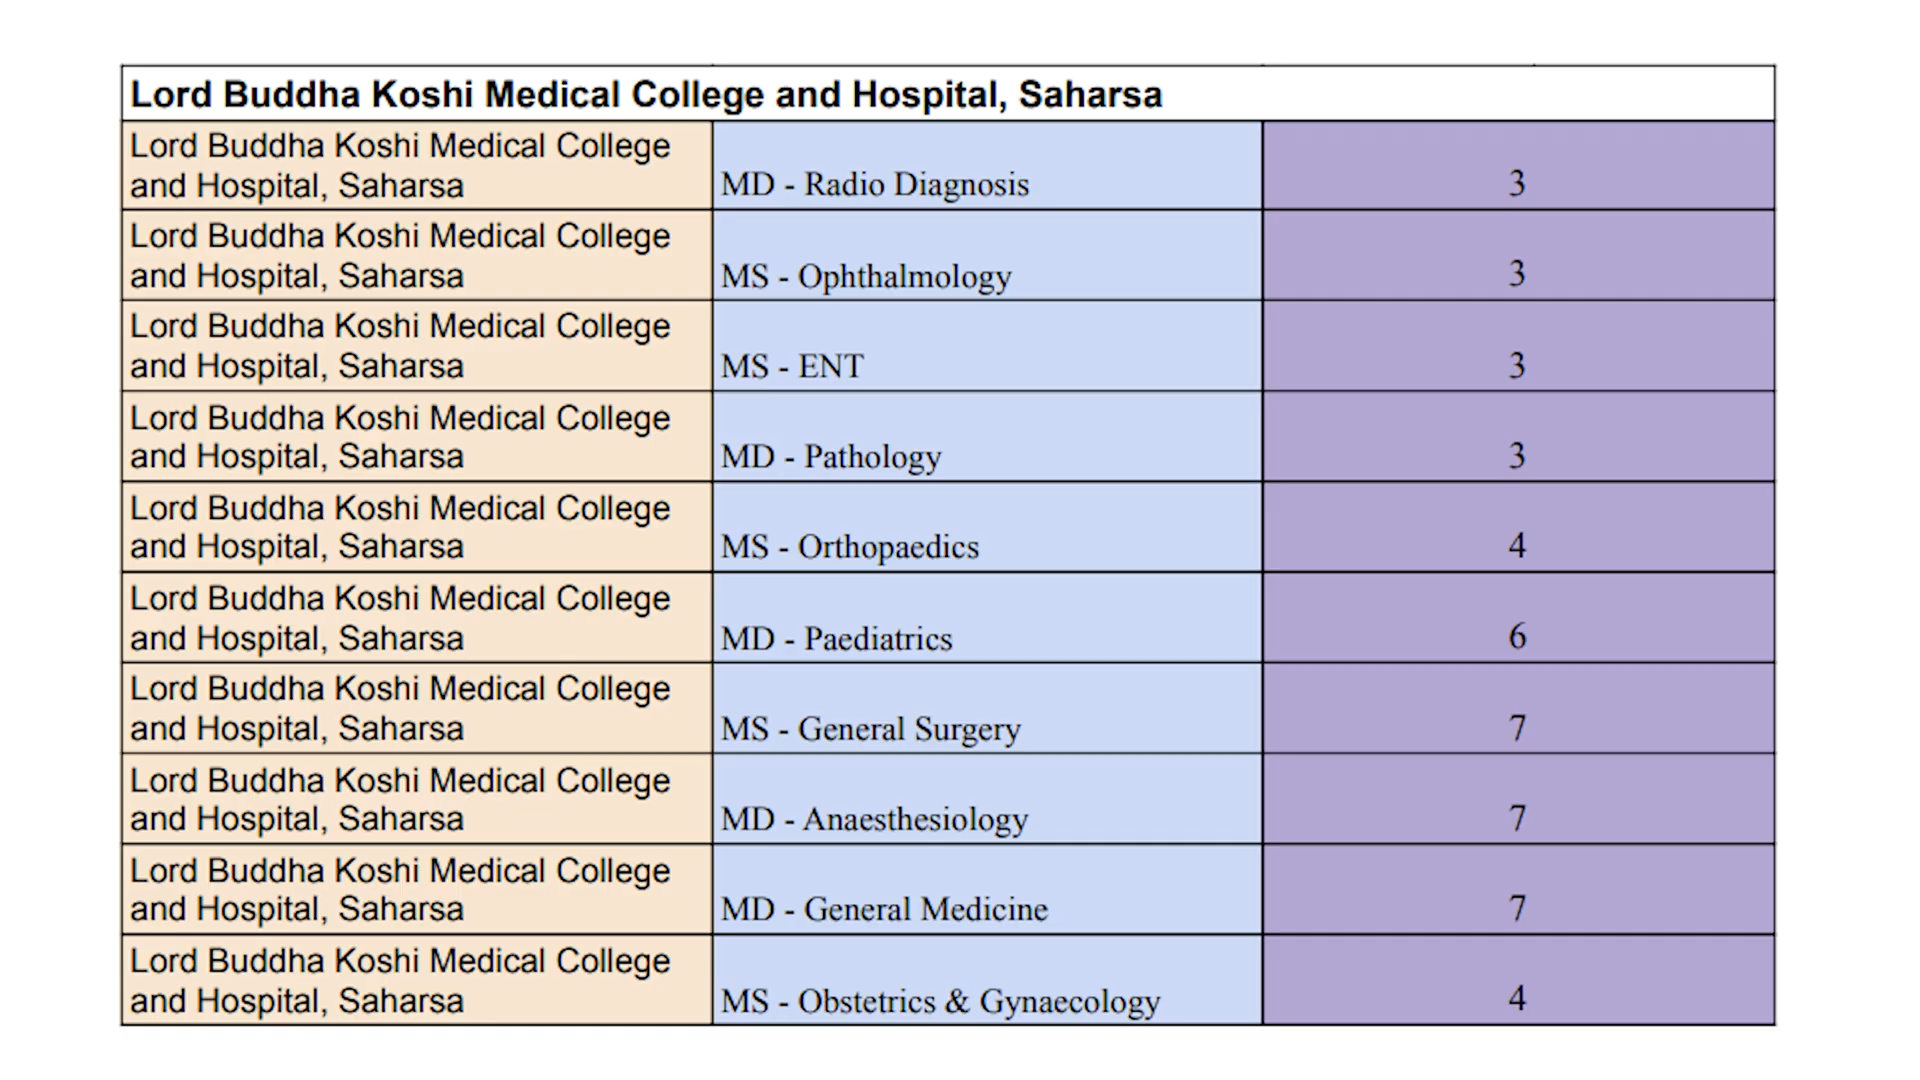 Lord Buddha Koshi Medical College and Hospital, Saharsa
Lord Buddha Koshi Medical College
and Hospital, Saharsa
MD - Radio Diagnosis
3
Lord Buddha Koshi Medical College
and Hospital, Saharsa
MS - Ophthalmology
3
Lord Buddha Koshi Medical College
and Hospital, Saharsa
MS - ENT
3
Lord Buddha Koshi Medical College
and Hospital, Saharsa
MD - Pathology
3
Lord Buddha Koshi Medical College
and Hospital, Saharsa
MS - Orthopaedics
4
Lord Buddha Koshi Medical College
and Hospital, Saharsa
MD - Paediatrics
6
Lord Buddha Koshi Medical College
and Hospital, Saharsa
MS - General Surgery
7
Lord Buddha Koshi Medical College
and Hospital, Saharsa
MD - Anaesthesiology
7
Lord Buddha Koshi Medical College
and Hospital, Saharsa
MD - General Medicine
7
Lord Buddha Koshi Medical College
and Hospital, Saharsa
MS - Obstetrics & Gynaecology
4